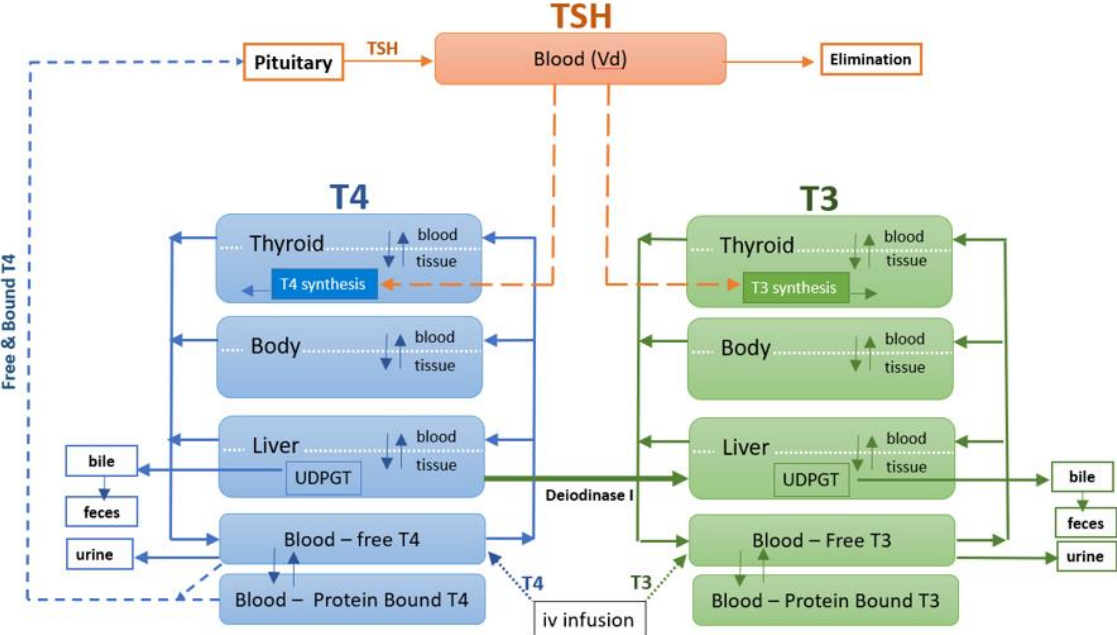 TSH
Pituitary
TSH
Blood (Vd)
Elimination
Free & Bound T4
T4
Thyroid
blood
tissue
T4 synthesis
Body
blood
tissue
Liver
blood
tissue
UDPGT
bile
feces
urine
Blood – free T4
Blood – Protein Bound T4
Deiodinase I
T4
T3
iv infusion
T3
Thyroid
blood
tissue
T3 synthesis
Body
blood
tissue
Liver
blood
tissue
UDPGT
bile
feces
urine
Blood – Free T3
Blood – Protein Bound T3